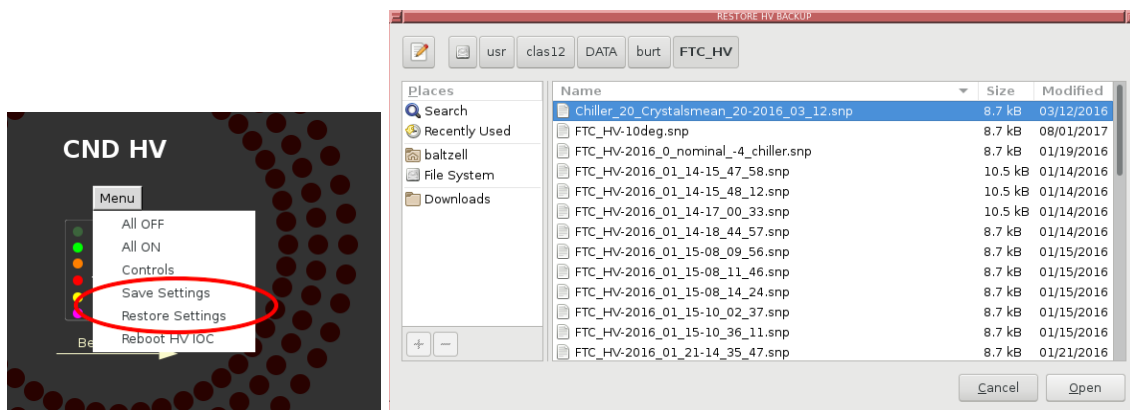 CND HV
Menu
All OFF
All ON
Controls
Save Settings
Restore Settings
Reboot HV IOC
Be
RESTORE HV BACKUP
usr clas12 DATA burt FTC_HV
Places
Search
Recently Used
baltzell
File System
Downloads
Name Size Modified
Chiller_20_Crystalsmean_20-2016_03_12.snp 8.7 kB 03/12/2016
FTC_HV-10deg.snp 8.7 kB 08/01/2017
FTC_HV-2016_0_nominal_-4_chiller.snp 8.7 kB 01/19/2016
FTC_HV-2016_01_14-15_47_58.snp 10.5 kB 01/14/2016
FTC_HV-2016_01_14-15_48_12.snp 10.5 kB 01/14/2016
FTC_HV-2016_01_14-17_00_33.snp 10.5 kB 01/14/2016
FTC_HV-2016_01_14-18_44_57.snp 8.7 kB 01/14/2016
FTC_HV-2016_01_15-08_09_56.snp 8.7 kB 01/15/2016
FTC_HV-2016_01_15-08_11_46.snp 8.7 kB 01/15/2016
FTC_HV-2016_01_15-08_14_24.snp 8.7 kB 01/15/2016
FTC_HV-2016_01_15-10_02_37.snp 8.7 kB 01/15/2016
FTC_HV-2016_01_15-10_36_11.snp 8.7 kB 01/15/2016
FTC_HV-2016_01_21-14_35_47.snp 8.7 kB 01/21/2016
Cancel Open